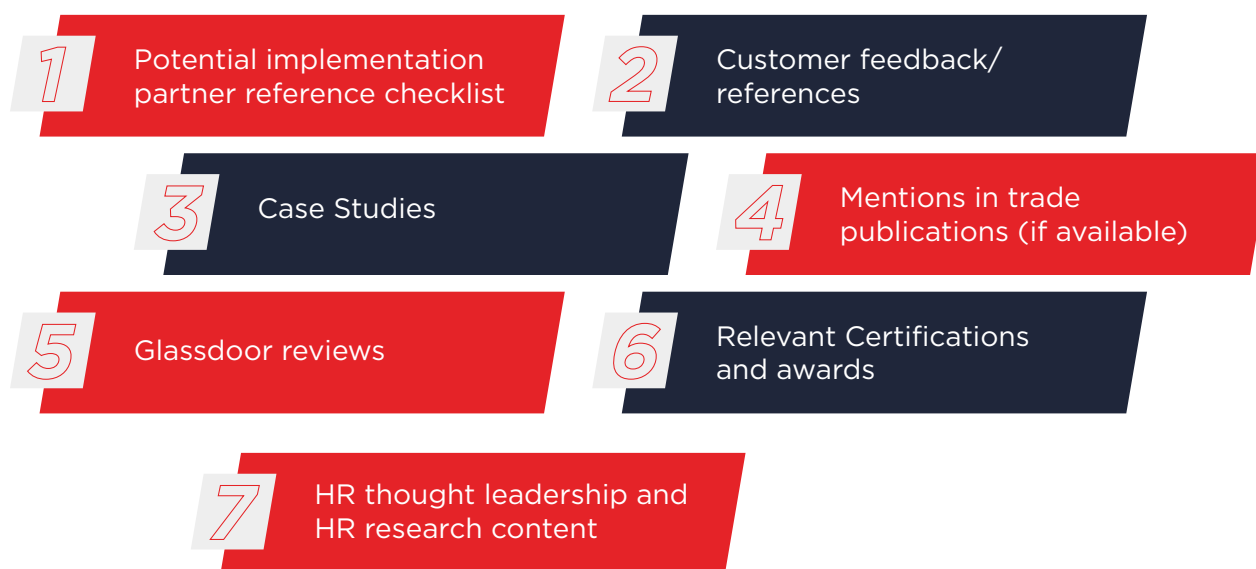 1
Potential implementation
partner reference checklist
2
Customer feedback/
references
3
Case Studies
4
Mentions in trade
publications (if available)
5
Glassdoor reviews
6
Relevant Certifications
and awards
7
HR thought leadership and
HR research content